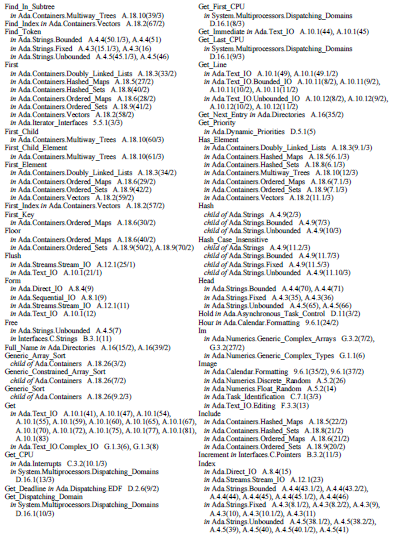 Find_In_Subtree
in Ada.Containers.Multiway_Trees A.18.10(39/3)
Find_Index in Ada.Containers.Vectors A.18.2(67/2)
Find_Token
in Ada.Strings.Bounded A.4.4(50.1/3), A.4.4(51)
in Ada.Strings.Fixed A.4.3(15.1/3), A.4.3(16)
in Ada.Strings.Unbounded A.4.5(45.1/3), A.4.5(46)
First
in Ada.Containers.Doubly_Linked_Lists A.18.3(33/2)
in Ada.Containers.Hashed_Maps A.18.5(27/2)
in Ada.Containers.Hashed_Sets A.18.8(40/2)
in Ada.Containers.Ordered_Maps A.18.6(28/2)
in Ada.Containers.Ordered_Sets A.18.9(41/2)
in Ada.Containers.Vectors A.18.2(58/2)
in Ada.Iterator_Interfaces 5.5.1(3/3)
First_Child
in Ada.Containers.Multiway_Trees A.18.10(60/3)
First_Child_Element
in Ada.Containers.Multiway_Trees A.18.10(61/3)
First_Element
in Ada.Containers.Doubly_Linked_Lists A.18.3(34/2)
in Ada.Containers.Ordered_Maps A.18.6(29/2)
in Ada.Containers.Ordered_Sets A.18.9(42/2)
in Ada.Containers.Vectors A.18.2(59/2)
First_Index in Ada.Containers.Vectors A.18.2(57/2)
First_Key
in Ada.Containers.Ordered_Maps A.18.6(30/2)
Floor
in Ada.Containers.Ordered_Maps A.18.6(40/2)
in Ada.Containers.Ordered_Sets A.18.9(50/2), A.18.9(70/2)
Flush
in Ada.Streams.Stream_IO A.12.1(25/1)
in Ada.Text_IO A.10.1(21/1)
Form
in Ada.Direct_IO A.8.4(9)
in Ada.Sequential_IO A.8.1(9)
in Ada.Streams.Stream_IO A.12.1(11)
in Ada.Text_IO A.10.1(12)
Free
in Ada.Strings.Unbounded A.4.5(7)
in Interfaces.C.Strings B.3.1(11)
Full_Name in Ada.Directories A.16(15/2), A.16(39/2)
Generic_Array_Sort
child of Ada.Containers A.18.26(3/2)
Generic_Constrained_Array_Sort
child of Ada.Containers A.18.26(7/2)
Generic_Sort
child of Ada.Containers A.18.26(9.2/3)
Get
in Ada.Text_IO A.10.1(41), A.10.1(47), A.10.1(54),
A.10.1(55), A.10.1(59), A.10.1(60), A.10.1(65), A.10.1(67),
A.10.1(70), A.10.1(72), A.10.1(75), A.10.1(77), A.10.1(81),
A.10.1(83)
in Ada.Text_IO.Complex_IO G.1.3(6), G.1.3(8)
Get_CPU
in Ada.Interrupts C.3.2(10.1/3)
in System.Multiprocessors.Dispatching_Domains
D.16.1(13/3)
Get_Deadline in Ada.Dispatching.EDF D.2.6(9/2)
Get_Dispatching_Domain
in System.Multiprocessors.Dispatching_Domains
D.16.1(10/3)
Get_First_CPU
in System.Multiprocessors.Dispatching_Domains
D.16.1(8/3)
Get_Immediate in Ada.Text_IO A.10.1(44), A.10.1(45)
Get_Last_CPU
in System.Multiprocessors.Dispatching_Domains
D.16.1(9/3)
Get_Line
in Ada.Text_IO A.10.1(49), A.10.1(49.1/2)
in Ada.Text_IO.Bounded_IO A.10.11(8/2), A.10.11(9/2),
A.10.11(10/2), A.10.11(11/2)
in Ada.Text_IO.Unbounded_IO A.10.12(8/2), A.10.12(9/2),
A.10.12(10/2), A.10.12(11/2)
Get_Next_Entry in Ada.Directories A.16(35/2)
Get_Priority
in Ada.Dynamic_Priorities D.5.1(5)
Has_Element
in Ada.Containers.Doubly_Linked_Lists A.18.3(9.1/3)
in Ada.Containers.Hashed_Maps A.18.5(6.1/3)
in Ada.Containers.Hashed_Sets A.18.8(6.1/3)
in Ada.Containers.Multiway_Trees A.18.10(12/3)
in Ada.Containers.Ordered_Maps A.18.6(7.1/3)
in Ada.Containers.Ordered_Sets A.18.9(7.1/3)
in Ada.Containers.Vectors A.18.2(11.1/3)
Hash
child of Ada.Strings A.4.9(2/3)
child of Ada.Strings.Bounded A.4.9(7/3)
child of Ada.Strings.Unbounded A.4.9(10/3)
Hash_Case_Insensitive
child of Ada.Strings A.4.9(11.2/3)
child of Ada.Strings.Bounded A.4.9(11.7/3)
child of Ada.Strings.Fixed A.4.9(11.5/3)
child of Ada.Strings.Unbounded A.4.9(11.10/3)
Head
in Ada.Strings.Bounded A.4.4(70), A.4.4(71)
in Ada.Strings.Fixed A.4.3(35), A.4.3(36)
in Ada.Strings.Unbounded A.4.5(65), A.4.5(66)
Hold in Ada.Asynchronous_Task_Control D.11(3/2)
Hour in Ada.Calendar.Formatting 9.6.1(24/2)
Im
in Ada.Numerics.Generic_Complex_Arrays G.3.2(7/2),
G.3.2(27/2)
in Ada.Numerics.Generic_Complex_Types G.1.1(6)
Image
in Ada.Calendar.Formatting 9.6.1(35/2), 9.6.1(37/2)
in Ada.Numerics.Discrete_Random A.5.2(26)
in Ada.Numerics.Float_Random A.5.2(14)
in Ada.Task_Identification C.7.1(3/3)
in Ada.Text_IO.Editing F.3.3(13)
Include
in Ada.Containers.Hashed_Maps A.18.5(22/2)
in Ada.Containers.Hashed_Sets A.18.8(21/2)
in Ada.Containers.Ordered_Maps A.18.6(21/2)
in Ada.Containers.Ordered_Sets A.18.9(20/2)
Increment in Interfaces.C.Pointers B.3.2(11/3)
Index
in Ada.Direct_IO A.8.4(15)
in Ada.Streams.Stream_IO A.12.1(23)
in Ada.Strings.Bounded A.4.4(43.1/2), A.4.4(43.2/2),
A.4.4(44), A.4.4(45), A.4.4(45.1/2), A.4.4(46)
in Ada.Strings.Fixed A.4.3(8.1/2), A.4.3(8.2/2), A.4.3(9),
A.4.3(10), A.4.3(10.1/2), A.4.3(11)
in Ada.Strings.Unbounded A.4.5(38.1/2), A.4.5(38.2/2),
A.4.5(39), A.4.5(40), A.4.5(40.1/2), A.4.5(41)